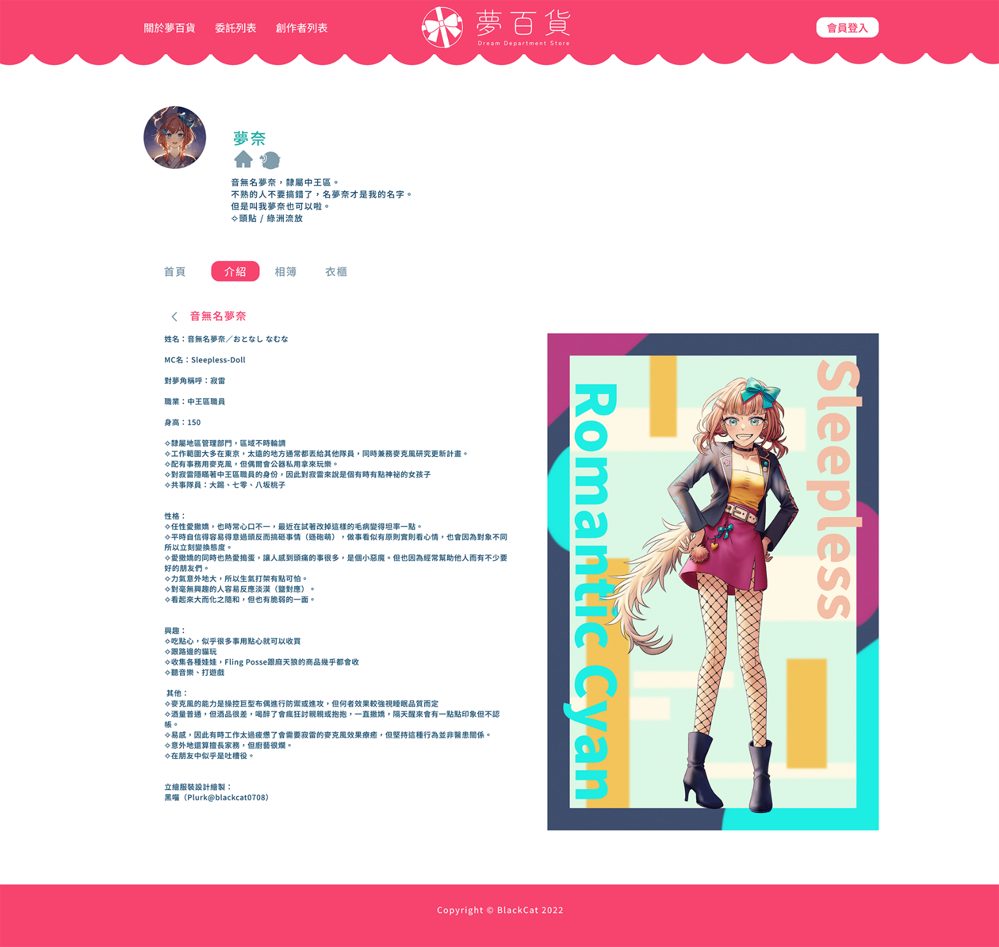 關於夢百貨
委託列表
創作者列表
夢百貨
Dream Department Store
會員登入
夢奈
音無名夢奈，隸屬中王區。
不熟的人不要搞錯了，名夢奈才是我的名字。
但是叫我夢奈也可以啦。
✧頭貼 / 綠洲流放
首頁
介紹
相簿
衣櫃
音無名夢奈
姓名：音無名夢奈／おとなし なむな
MC名：Sleepless-Doll
對夢角稱呼：寂雷
職業：中王區職員
身高：150
✧隸屬地區管理部門，區域不時輪調
✧工作範圍大多在東京，太遠的地方通常都丟給其他隊員，同時兼務麥克風研究更新計畫。
✧配有事務用麥克風，但偶爾會公器私用拿來玩樂。
✧對寂雷隱瞞著中王區職員的身份，因此對寂雷來說是個有時有點神祕的女孩子
✧共事隊員：大踢、七零、八坂桃子
性格：
✧任性愛撒嬌，也時常心口不一，最近在試著改掉這樣的毛病變得坦率一點。
✧平時自信得容易得意過頭反而搞砸事情（遜砲萌），做事看似有原則實則看心情，也會因為對象不同
所以立刻變換態度。
✧愛撒嬌的同時也熱愛搗蛋，讓人感到頭痛的事很多，是個小惡魔。但也因為經常幫助他人而有不少要
好的朋友們。
✧力氣意外地大，所以生氣打架有點可怕。
✧對毫無興趣的人容易反應淡漠（鹽對應）。
✧看起來大而化之隨和，但也有脆弱的一面。
興趣：
✧吃點心，似乎很多事用點心就可以收買
✧跟路邊的貓玩
✧收集各種娃娃，Fling Posse跟麻天狼的商品幾乎都會收
✧聽音樂、打遊戲
其他：
✧麥克風的能力是操控巨型布偶進行防禦或進攻，但何者效果較強視睡眠品質而定
✧酒量普通，但酒品很差，喝醉了會瘋狂討親親或抱抱，一直撒嬌，隔天醒來會有一點點印象但不認
帳。
✧易感，因此有時工作太過疲憊了會需要寂雷的麥克風效果療癒，但堅持這種行為並非醫患關係。
✧意外地還算擅長家務，但廚藝很爛。
✧在朋友中似乎是吐槽役。
立繪服裝設計繪製：
黑喵（Plurk@blackcat0708）
Romantic cyan
Sleepless
Copyright © BlackCat 2022